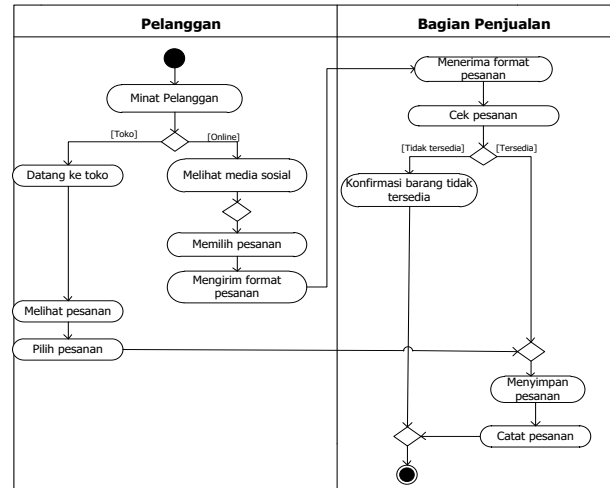 Pelanggan
Bagian Penjualan
Minat Pelanggan
[Toko]
[Online]
Datang ke toko
Melihat media sosial
Memilih pesanan
Mengirim format
pesanan
Melihat pesanan
Pilih pesanan
Menerima format
pesanan
Cek pesanan
[Tidak tersedia]
[Tersedia]
Konfirmasi barang tidak
tersedia
Menyimpan
pesanan
Catat pesanan